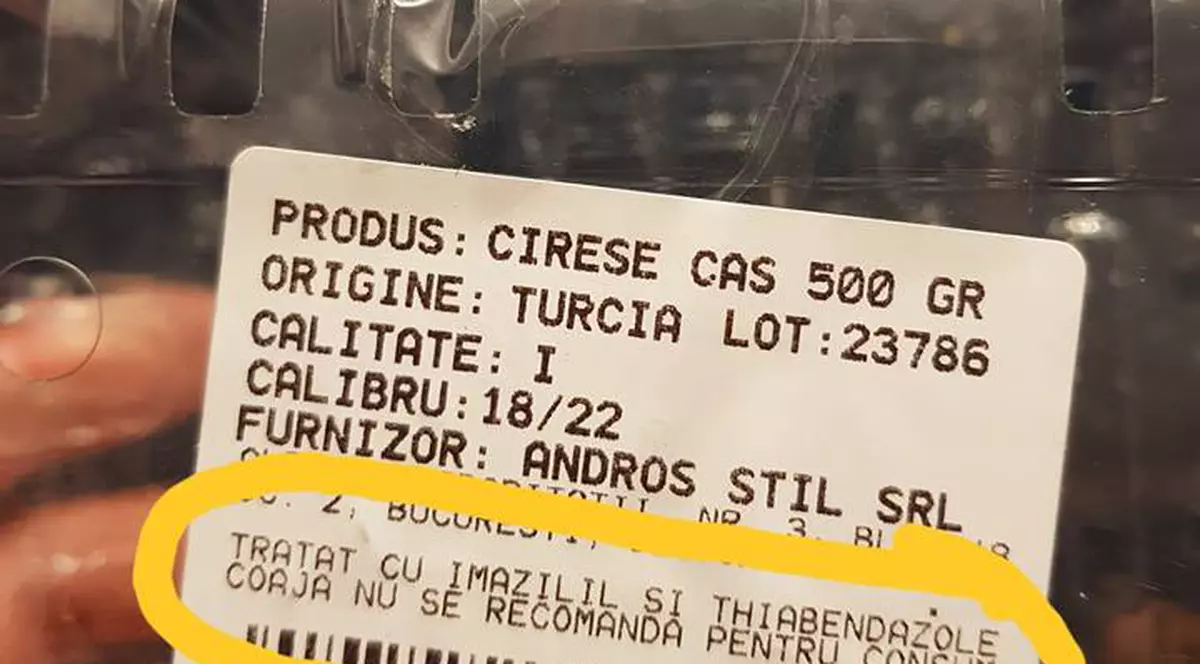 PRODUS: CIRESE CAS 500 GR
ORIGINE: TURCIA LOT:23786
CALITATE: I
CALIBRU:18/22
FURNIZOR: ANDROS STIL SRL
NR 3,
2, BUCURESTI,
TRATAT CU IMAZILIL SI THIABENDAZOLE
COAJA NU SE RECOMANDA PENTRU